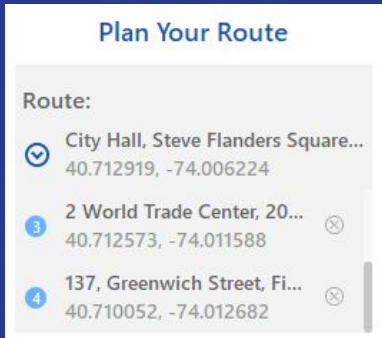 Plan Your Route
Route:
City Hall, Steve Flanders Square...
40.712919, -74.006224
2 World Trade Center, 20...
3
40.712573, -74.011588
137, Greenwich Street, Fi...
4
40.710052, -74.012682